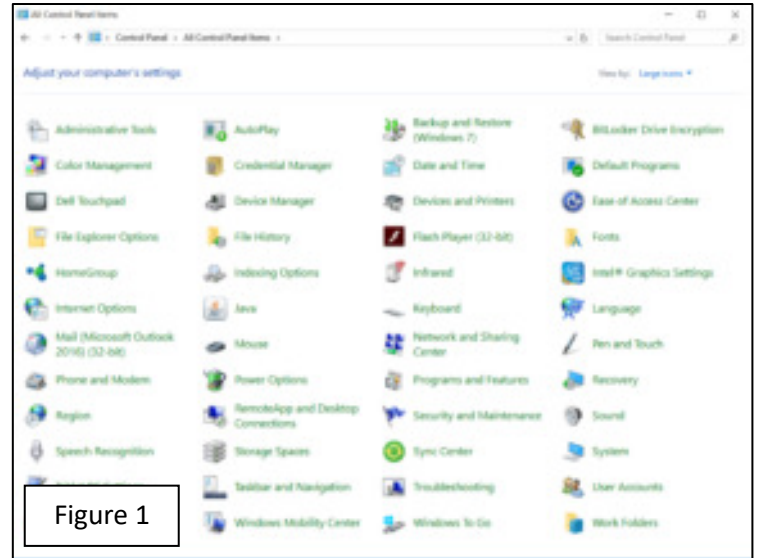 All Control Panel Items
Control Panel › All Control Panel Items ›
Search Control Panel
Adjust your computer's settings
View by: Large icons
Administrative Tools
AutoPlay
Backup and Restore
(Windows 7)
BitLocker Drive Encryption
Color Management
Credential Manager
Date and Time
Default Programs
Dell Touchpad
Device Manager
Devices and Printers
Ease of Access Center
File Explorer Options
File History
Flash Player (32-bit)
Fonts
HomeGroup
Indexing Options
Infrared
Intel® Graphics Settings
Internet Options
Java
Keyboard
Language
Mail (Microsoft Outlook
2016) (32-bit)
Mouse
Network and Sharing
Center
Pen and Touch
Phone and Modem
Power Options
Programs and Features
Recovery
Region
RemoteApp and Desktop
Connections
Security and Maintenance
Sound
Speech Recognition
Storage Spaces
Sync Center
System
Taskbar and Navigation
Troubleshooting
User Accounts
Figure 1
Windows Mobility Center
Windows To Go
Work Folders